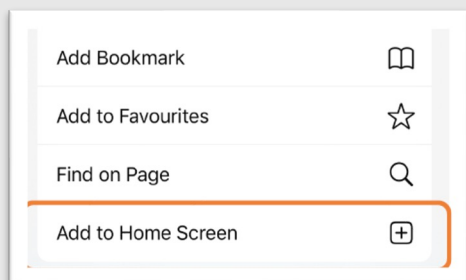 Add Bookmark
Add to Favourites
Find on Page
Add to Home Screen